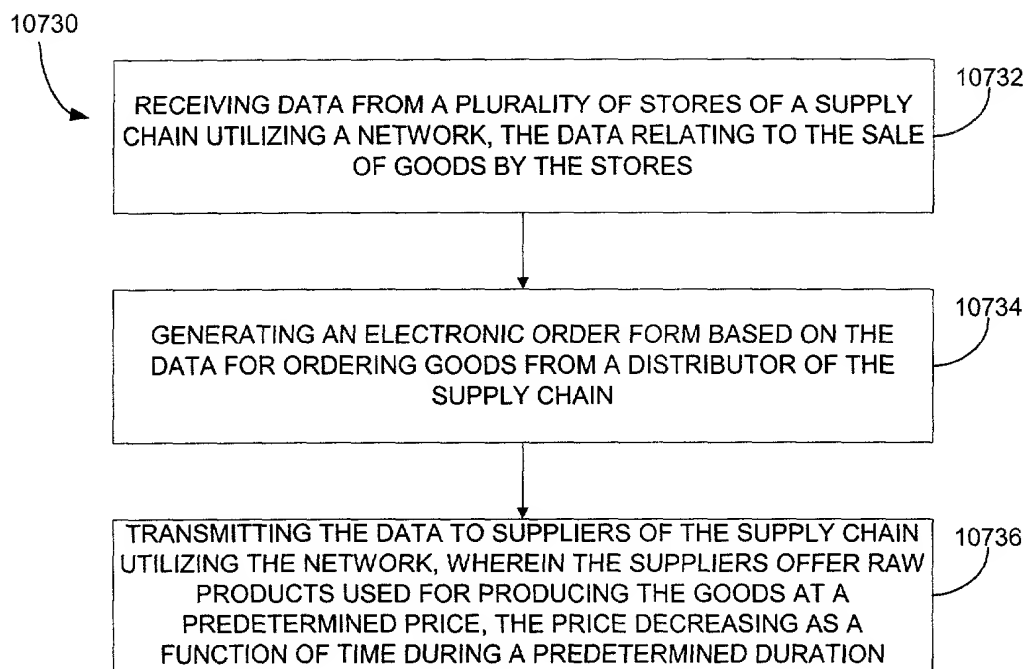 10730
10732
RECEIVING DATA FROM A PLURALITY OF STORES OF A SUPPLY
CHAIN UTILIZING A NETWORK, THE DATA RELATING TO THE SALE
OF GOODS BY THE STORES
10734
GENERATING AN ELECTRONIC ORDER FORM BASED ON THE
DATA FOR ORDERING GOODS FROM A DISTRIBUTOR OF THE
SUPPLY CHAIN
10736
TRANSMITTING THE DATA TO SUPPLIERS OF THE SUPPLY CHAIN
UTILIZING THE NETWORK, WHEREIN THE SUPPLIERS OFFER RAW
PRODUCTS USED FOR PRODUCING THE GOODS AT A
PREDETERMINED PRICE, THE PRICE DECREASING AS A
FUNCTION OF TIME DURING A PREDETERMINED DURATION